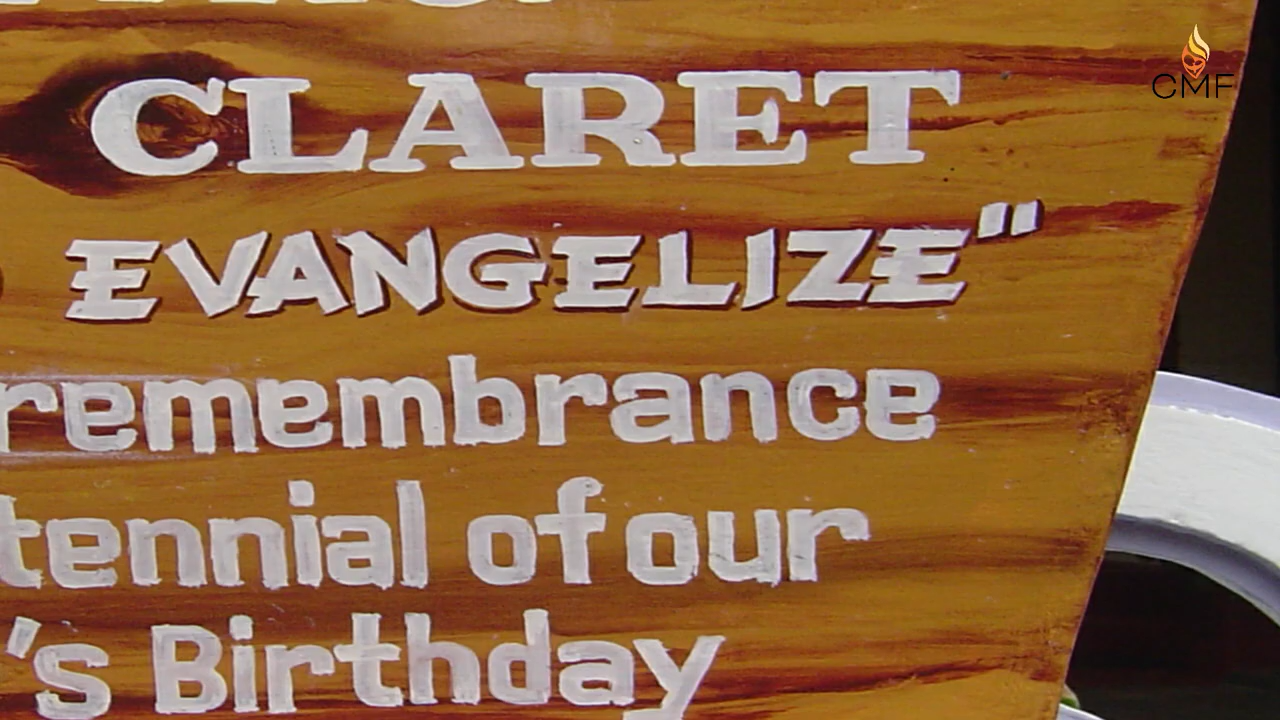 CLARET
EVANGELIZE"
remembrance
tennial of our
's Birthday
CMF